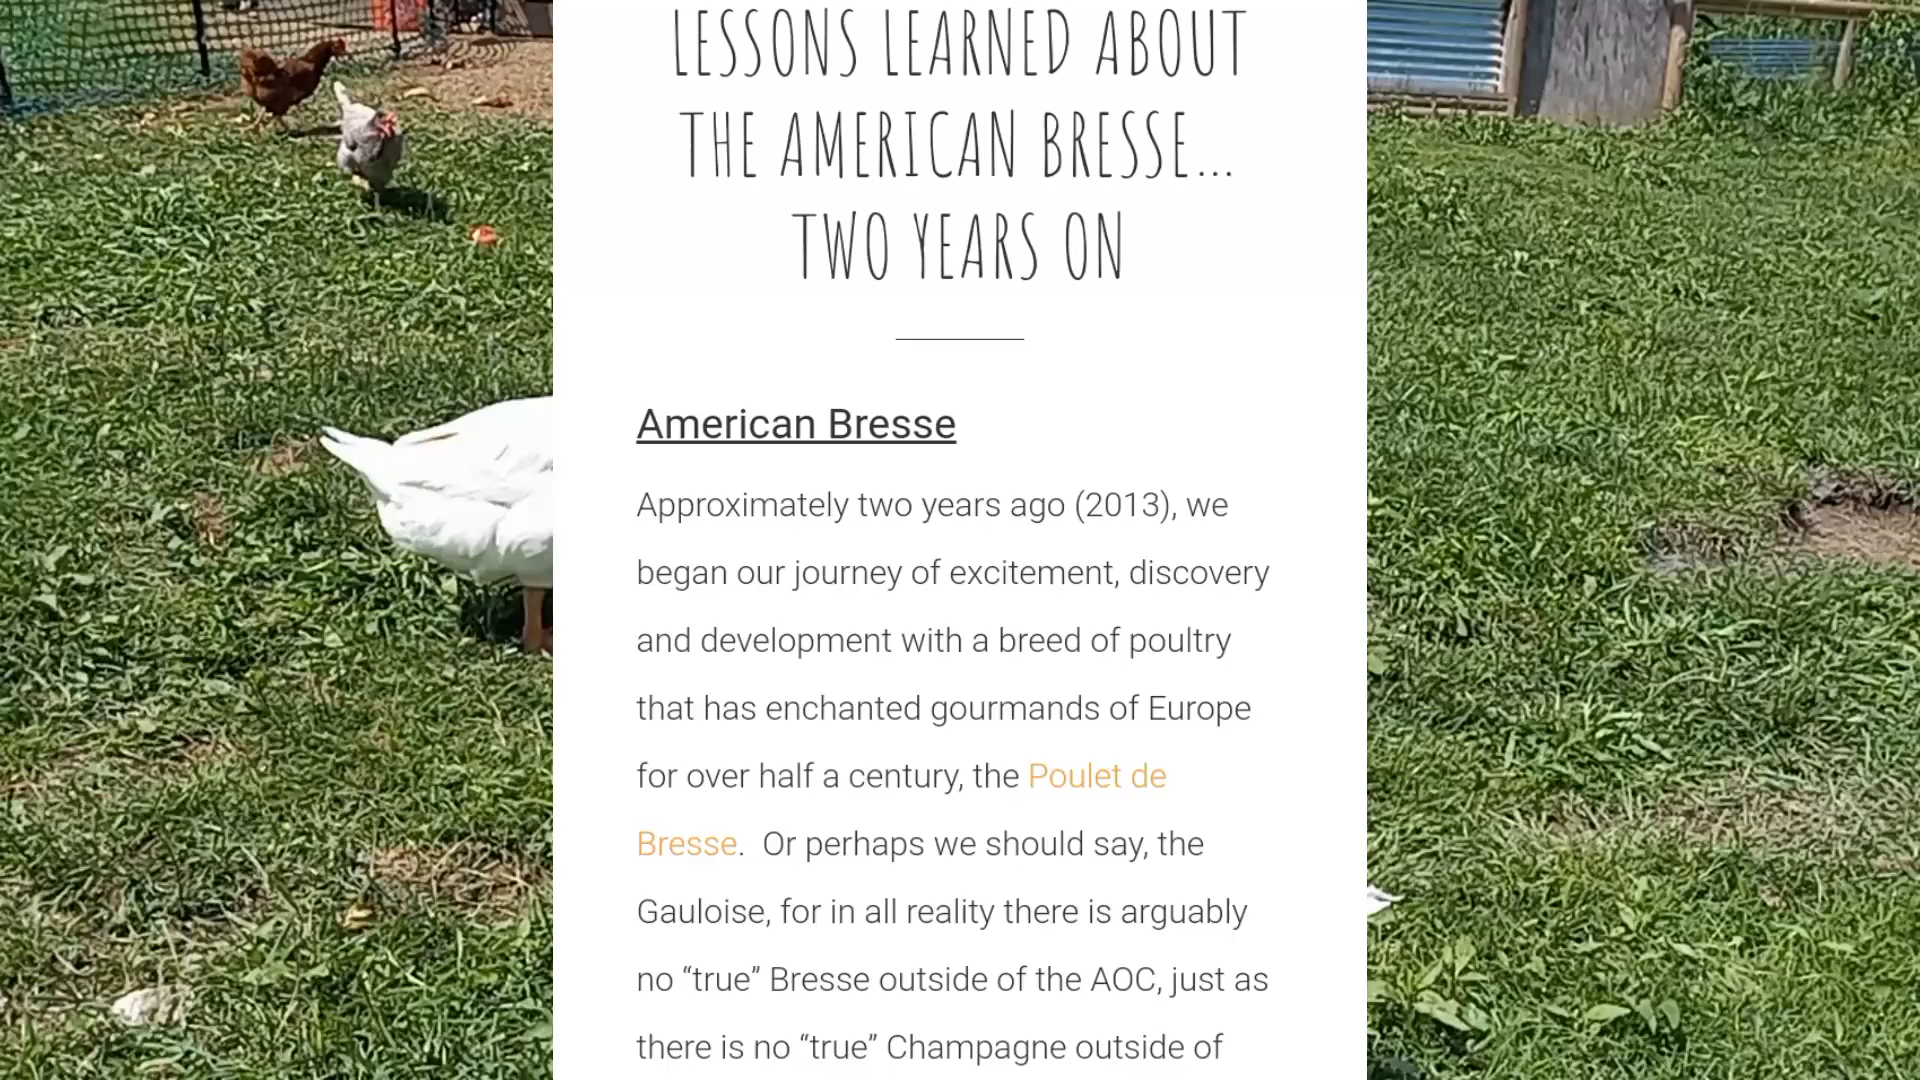 LESSONS LEARNED ABOUT
THE AMERICAN BRESSE...
TWO YEARS ON
American Bresse
Approximately two years ago (2013), we
began our journey of excitement, discovery
and development with a breed of poultry
that has enchanted gourmands of Europe
for over half a century, the Poulet de
Bresse.  Or perhaps we should say, the
Gauloise, for in all reality there is arguably
no “true” Bresse outside of the AOC, just as
there is no “true” Champagne outside of